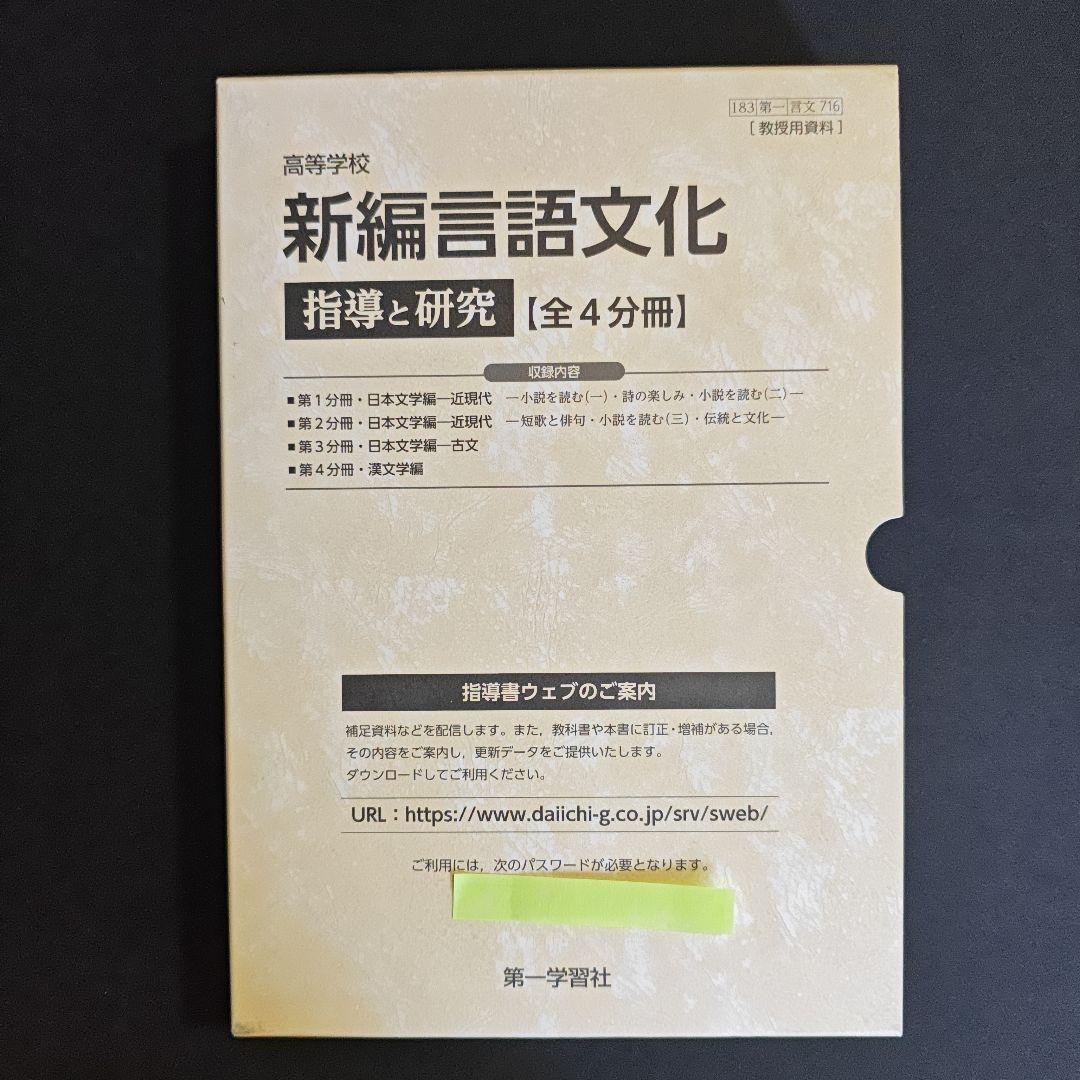 183 第一 言文 716
[教授用資料]
高等学校
新編言語文化
指導と研究【全4分冊】
収録内容
■第1分冊・日本文学編―近現代 ―小説を読む(一)・詩の楽しみ・小説を読む(二)―
■第2分冊・日本文学編―近現代 ―短歌と俳句・小説を読む(三)・伝統と文化―
■第3分冊・日本文学編―古文
■第4分冊・漢文学編
指導書ウェブのご案内
補足資料などを配信します。また，教科書や本書に訂正・増補がある場合，
その内容をご案内し，更新データをご提供いたします。
ダウンロードしてご利用ください。
URL：https://www.daiichi-g.co.jp/srv/sweb/
ご利用には，次のパスワードが必要となります。
第一学習社